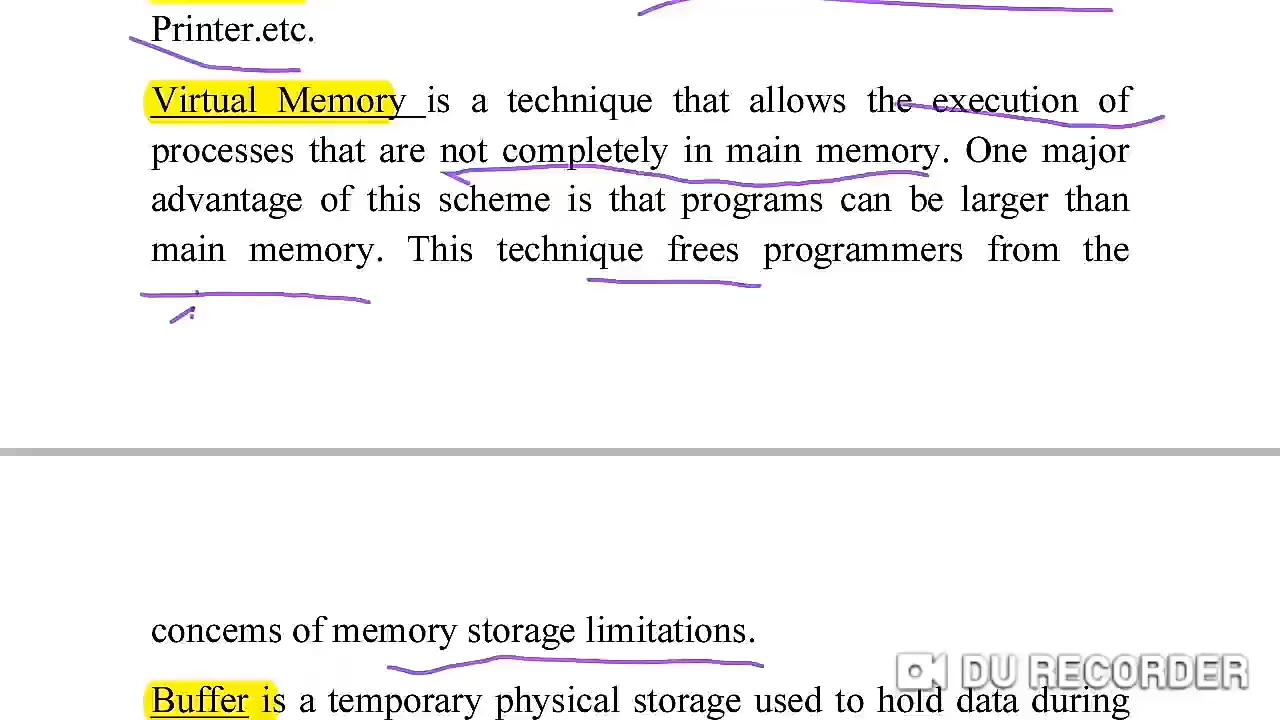 Printer.etc.
Virtual Memory is a technique that allows the execution of
processes that are not completely in main memory. One major
advantage of this scheme is that programs can be larger than
main memory. This technique frees programmers from the
concems of memory storage limitations.
Buffer is a temporary physical storage used to hold data during
DU RECORDER